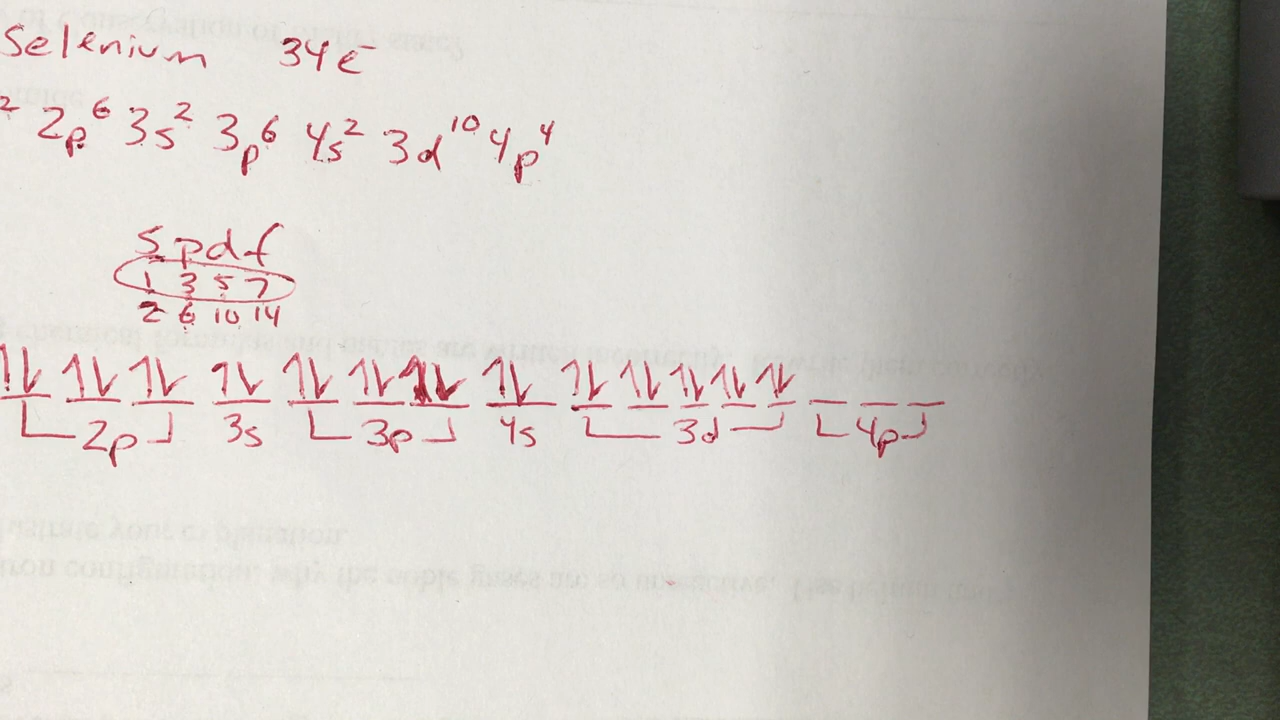 Selenium 34e⁻
² 2p⁶ 3s² 3p⁶ 4s² 3d¹⁰ 4p⁴
s p d f
1 3 5 7
2 6 10 14
↿⇂ ↿⇂ ↿⇂ ↿⇂ ↿⇂ ↿⇂ ↿⇂ ↿⇂ ↿⇂ ↿⇂ ↿⇂ ↿⇂ ↿⇂ _ _ _
2p 3s 3p 4s 3d 4p